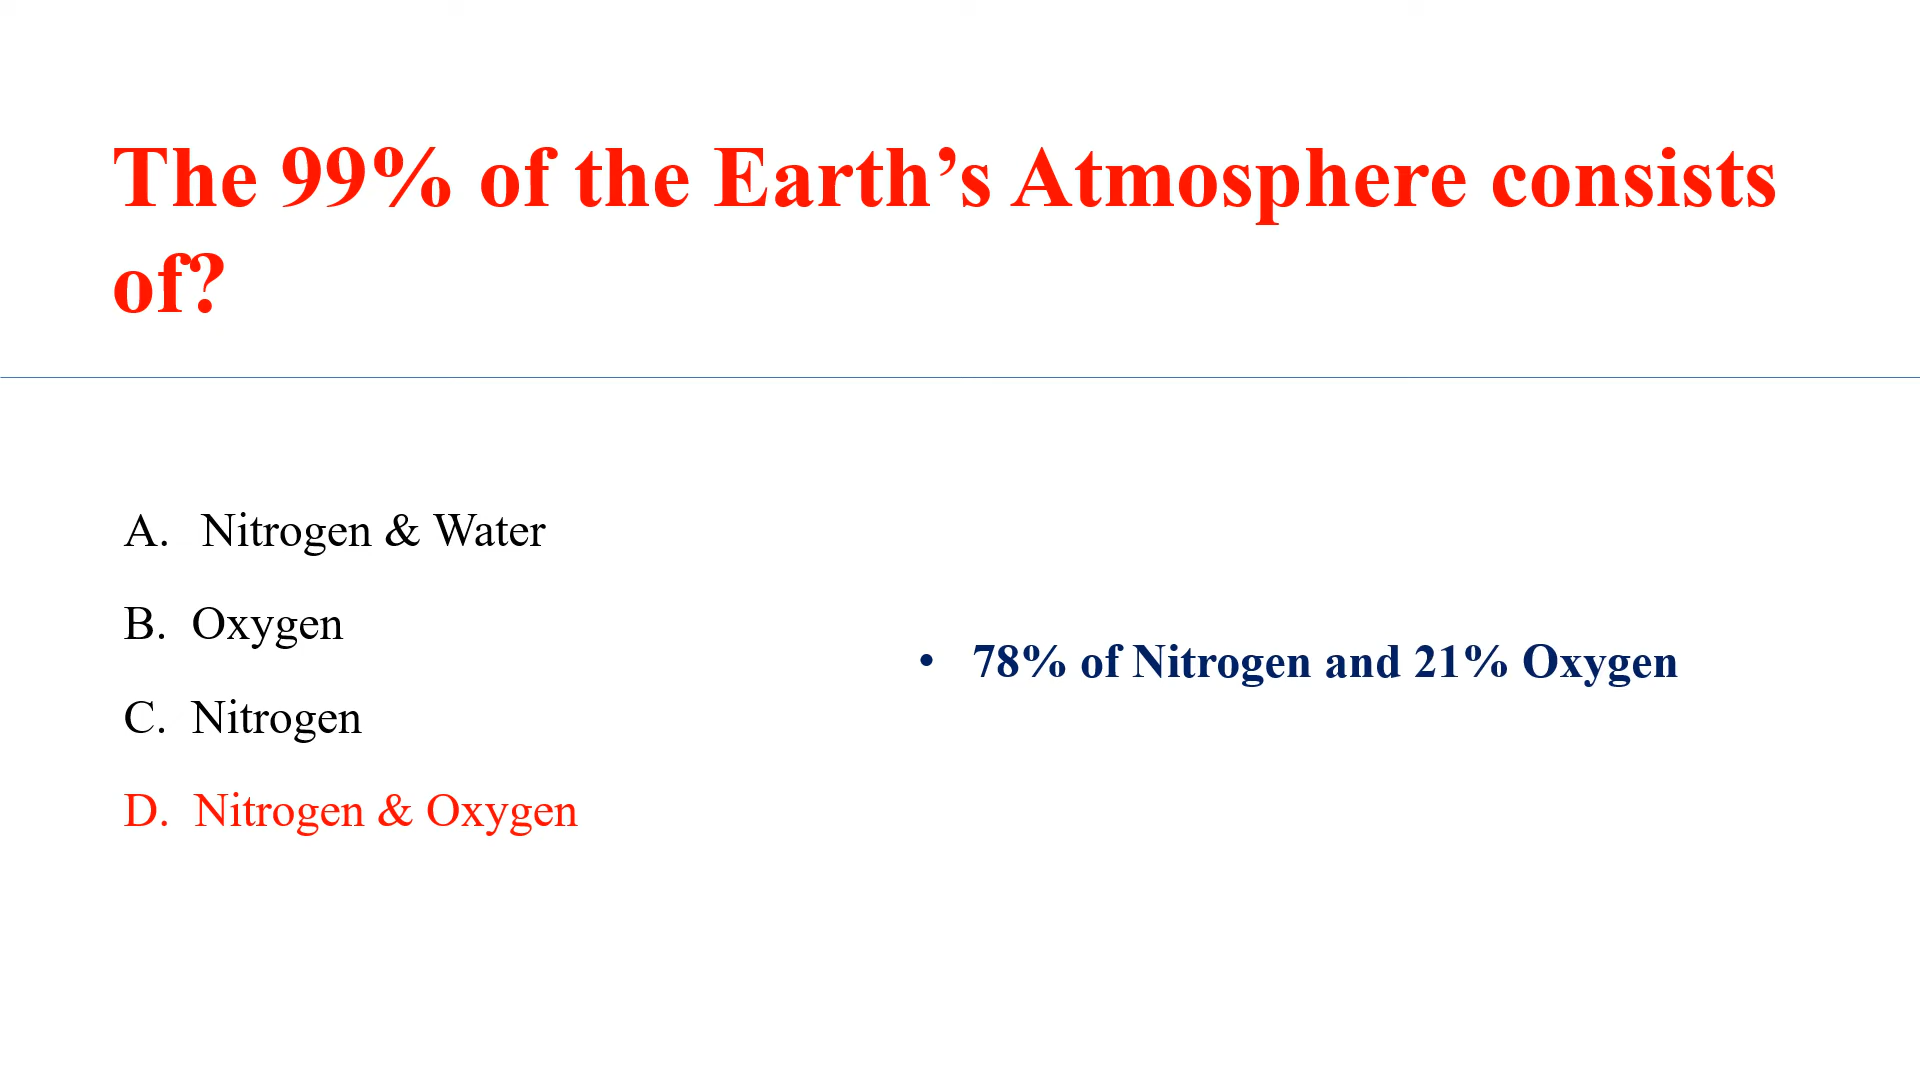 The 99% of the Earth’s Atmosphere consists
of?
A. Nitrogen & Water
B. Oxygen
C. Nitrogen
D. Nitrogen & Oxygen
• 78% of Nitrogen and 21% Oxygen